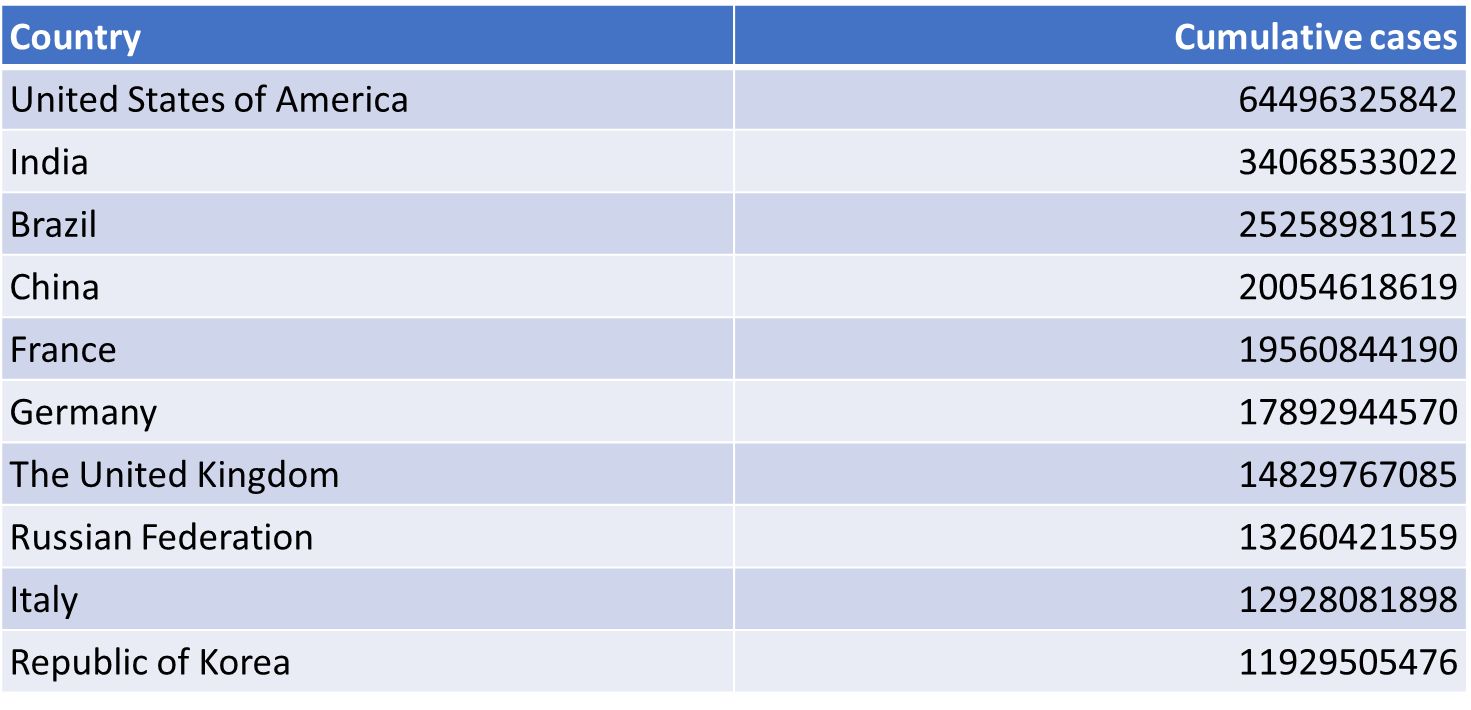 Country Cumulative cases
United States of America 64496325842
India 34068533022
Brazil 25258981152
China 20054618619
France 19560844190
Germany 17892944570
The United Kingdom 14829767085
Russian Federation 13260421559
Italy 12928081898
Republic of Korea 11929505476